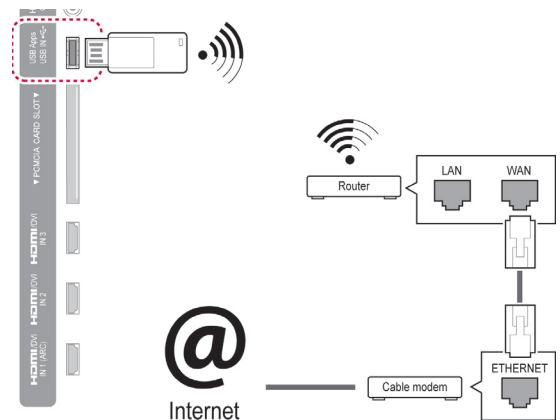 USB Apps
USB IN
▼ PCMCIA CARD SLOT ▼
HDMI/DVI
IN 3
HDMI/DVI
IN 2
HDMI/DVI
IN 1 (ARC)
Router
LAN
WAN
ETHERNET
Cable modem
@
Internet